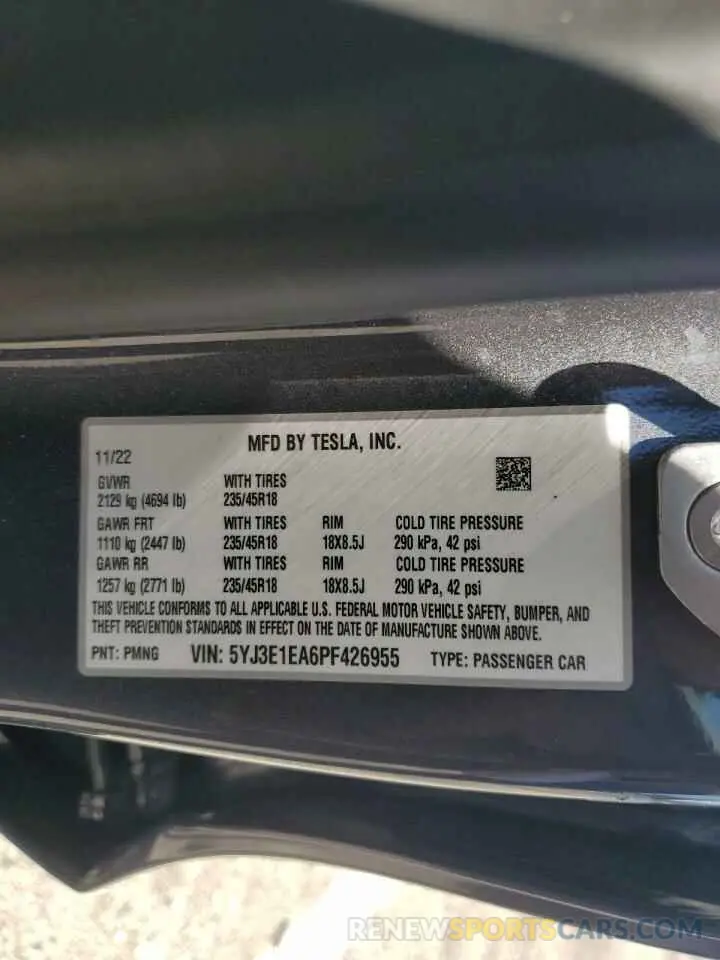 MFD BY TESLA, INC.
11/22
GVWR WITH TIRES
2129 kg (4694 lb) 235/45R18
GAWR FRT WITH TIRES RIM COLD TIRE PRESSURE
1110 kg (2447 lb) 235/45R18 18X8.5J 290 kPa, 42 psi
GAWR RR WITH TIRES RIM COLD TIRE PRESSURE
1257 kg (2771 lb) 235/45R18 18X8.5J 290 kPa, 42 psi
THIS VEHICLE CONFORMS TO ALL APPLICABLE U.S. FEDERAL MOTOR VEHICLE SAFETY, BUMPER, AND
THEFT PREVENTION STANDARDS IN EFFECT ON THE DATE OF MANUFACTURE SHOWN ABOVE.
PNT: PMNG VIN: 5YJ3E1EA6PF426955 TYPE: PASSENGER CAR
RENEWSPORTSCARS.COM